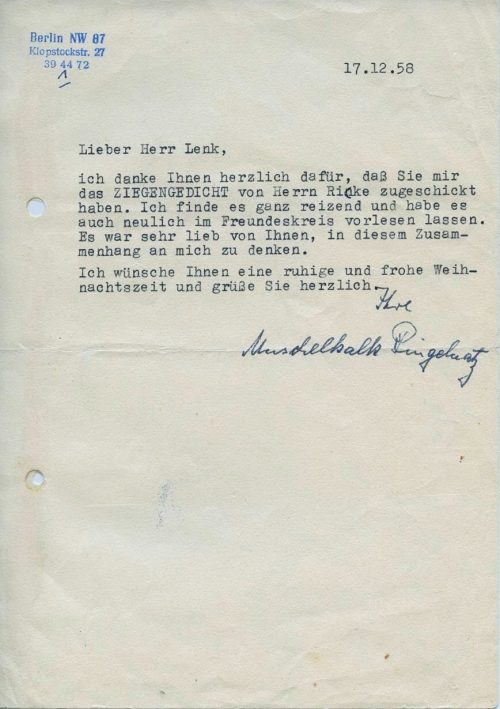 Berlin NW 87
Klopstockstr. 27
39 44 72
17.12.58
Lieber Herr Lenk,
ich danke Ihnen herzlich dafür, daß Sie mir
das ZIEGENGEDICHT von Herrn Ricke zugeschickt
haben. Ich finde es ganz reizend und habe es
auch neulich im Freundeskreis vorlesen lassen.
Es war sehr lieb von Ihnen, in diesem Zusam-
menhang an mich zu denken.
Ich wünsche Ihnen eine ruhige und frohe Weih-
nachtszeit und grüße Sie herzlich.
Ihre
Muschelkalk Ringelnatz